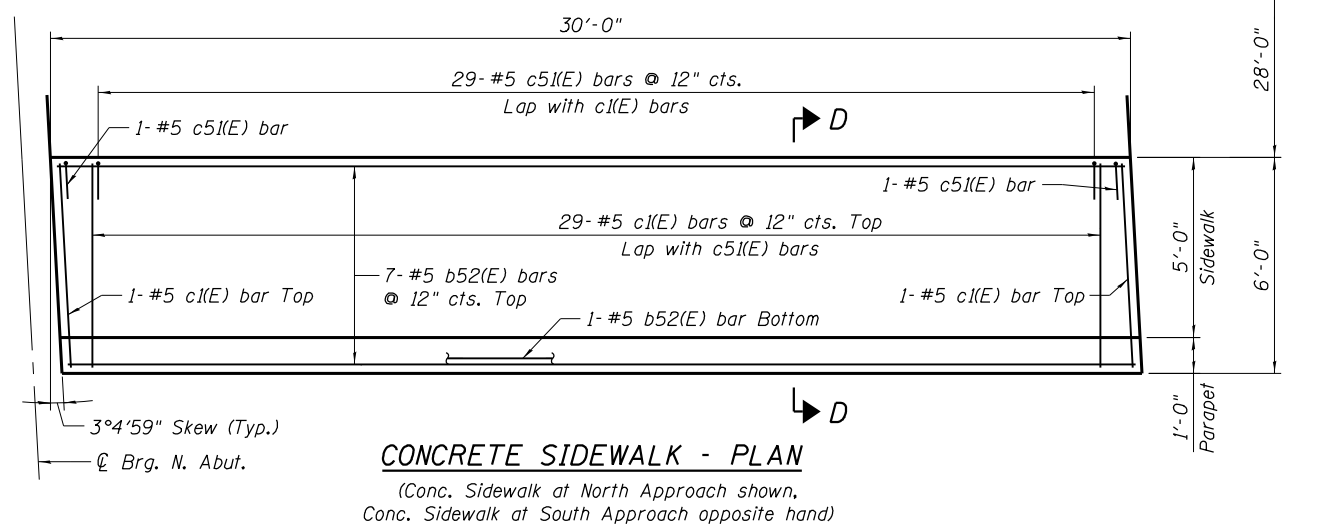 30'-0"
28'-0"
29- #5 c51(E) bars @ 12" cts.
Lap with c1(E) bars
D
1- #5 c51(E) bar
1- #5 c51(E) bar
29- #5 c1(E) bars @ 12" cts. Top
Lap with c51(E) bars
5'-0"
Sidewalk
6'-0"
7- #5 b52(E) bars
@ 12" cts. Top
1- #5 c1(E) bar Top
1- #5 c1(E) bar Top
1- #5 b52(E) bar Bottom
D
1'-0"
Parapet
3°4'59" Skew (Typ.)
℄ Brg. N. Abut.
CONCRETE SIDEWALK - PLAN
(Conc. Sidewalk at North Approach shown,
Conc. Sidewalk at South Approach opposite hand)